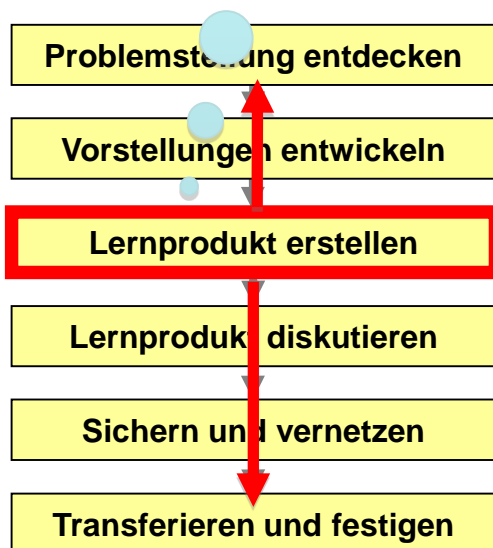 Problemstellung entdecken
Vorstellungen entwickeln
Lernprodukt erstellen
Lernprodukt diskutieren
Sichern und vernetzen
Transferieren und festigen